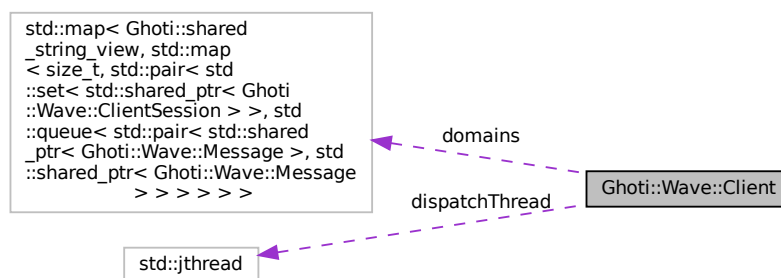 std::map< Ghoti::shared
_string_view, std::map
< size_t, std::pair< std
::set< std::shared_ptr< Ghoti
::Wave::ClientSession > >, std
::queue< std::pair< std::shared
_ptr< Ghoti::Wave::Message >, std
::shared_ptr< Ghoti::Wave::Message
> > > > > >
domains
Ghoti::Wave::Client
dispatchThread
std::jthread